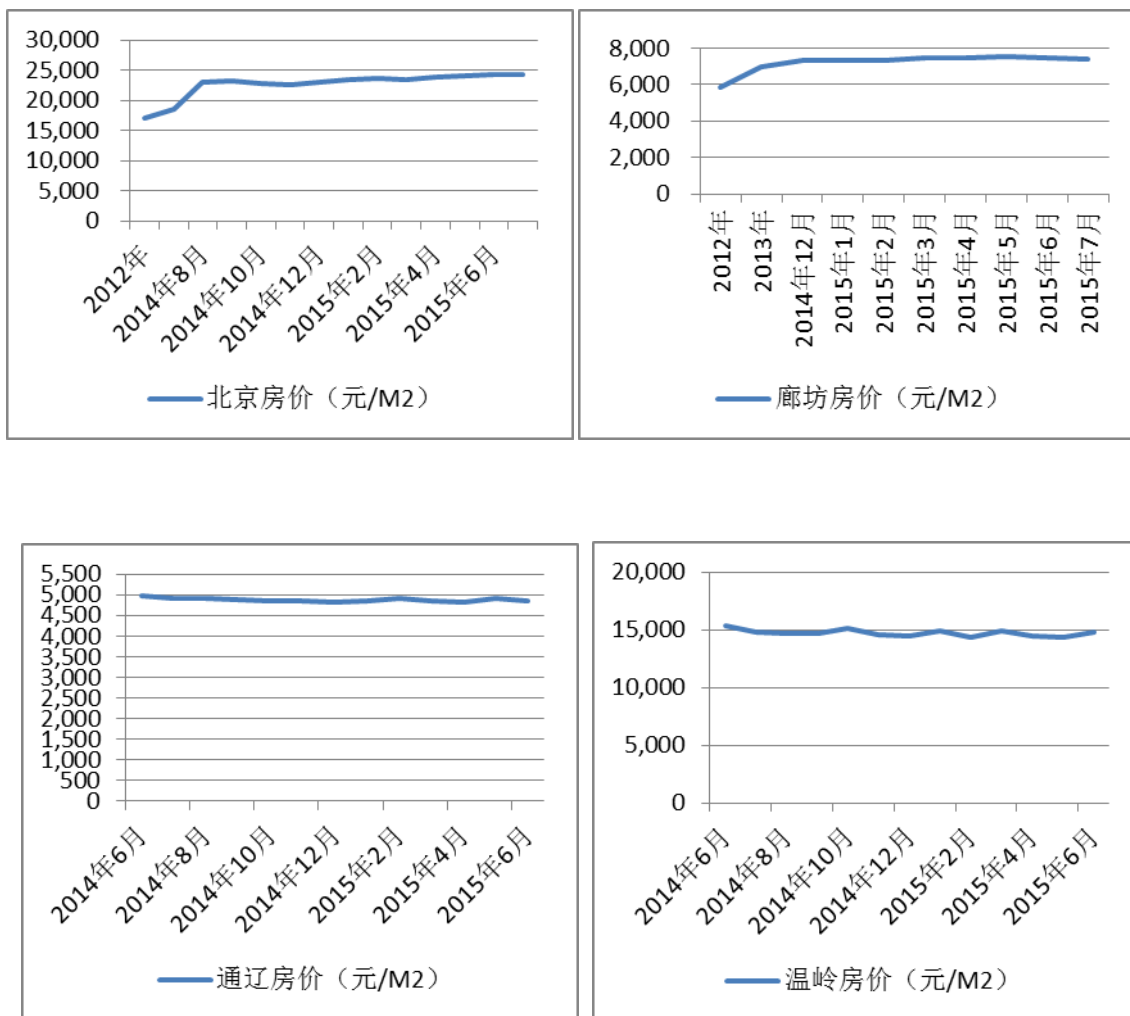 30,000
25,000
20,000
15,000
10,000
5,000
0
2012年
2014年8月
2014年10月
2014年12月
2015年2月
2015年4月
2015年6月
北京房价（元/M2）
8,000
6,000
4,000
2,000
0
2012年
2013年
2014年12月
2015年1月
2015年2月
2015年3月
2015年4月
2015年5月
2015年6月
2015年7月
廊坊房价（元/M2）
5,500
5,000
4,500
4,000
3,500
3,000
2,500
2,000
1,500
1,000
500
0
2014年6月
2014年8月
2014年10月
2014年12月
2015年2月
2015年4月
2015年6月
通辽房价（元/M2）
20,000
15,000
10,000
5,000
0
2014年6月
2014年8月
2014年10月
2014年12月
2015年2月
2015年4月
2015年6月
温岭房价（元/M2）